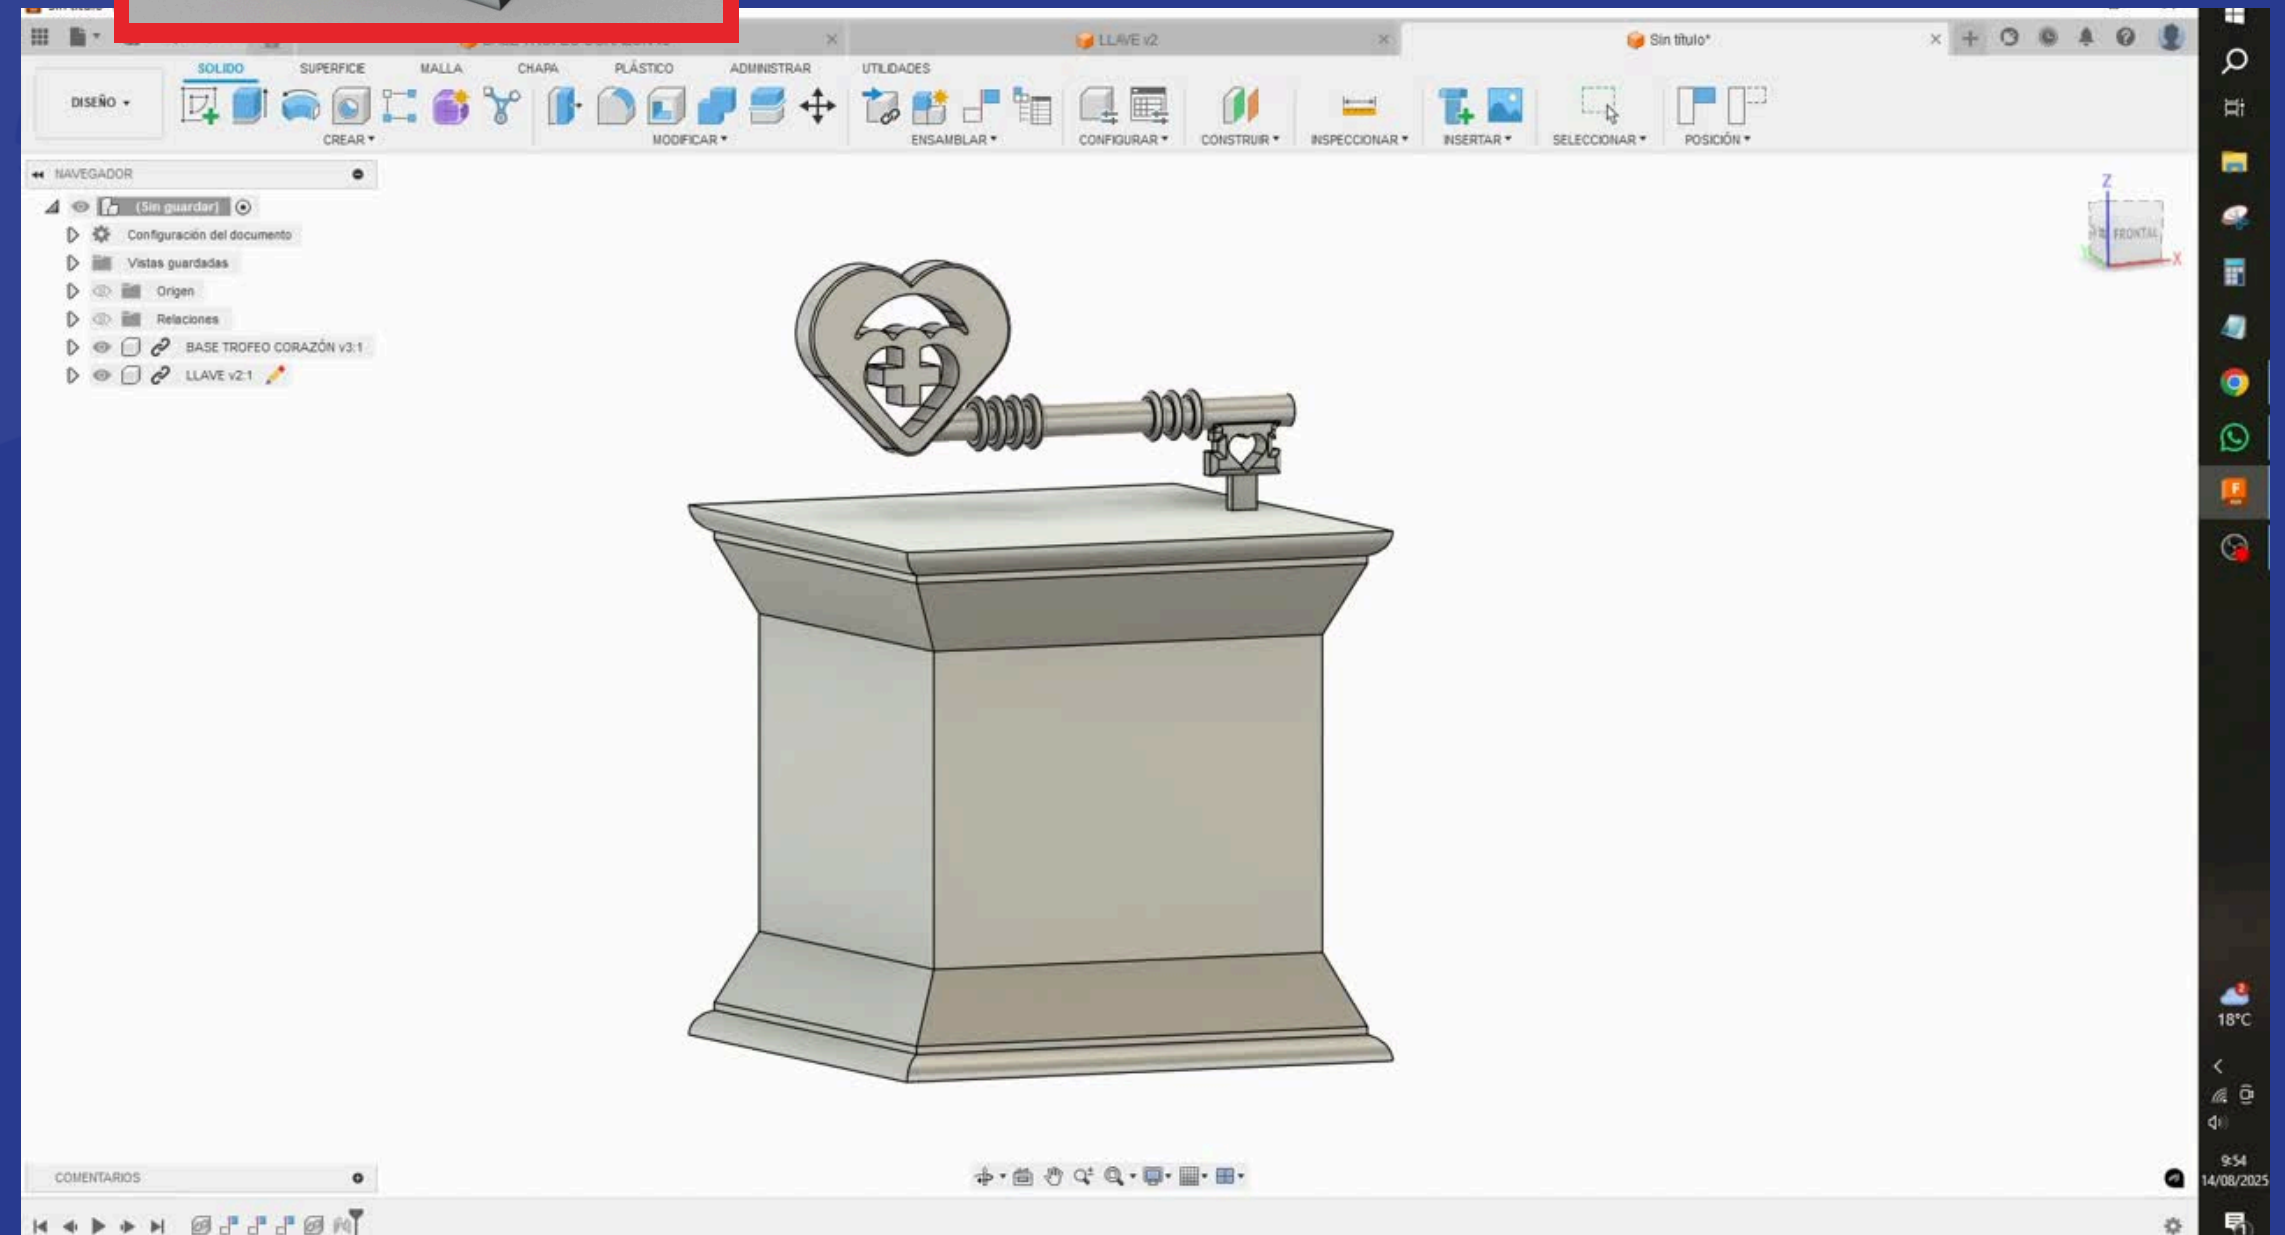 LLAVE v2
Sin título*
SOLIDO SUPERFICIE MALLA CHAPA PLÁSTICO ADMINISTRAR UTILIDADES
DISEÑO
CREAR MODIFICAR ENSAMBLAR CONFIGURAR CONSTRUIR INSPECCIONAR INSERTAR SELECCIONAR POSICIÓN
NAVEGADOR
(Sin guardar)
Configuración del documento
Vistas guardadas
Origen
Relaciones
BASE TROFEO CORAZÓN v3:1
LLAVE v2:1
Z
FRONTAL
X
F
2
18°C
COMENTARIOS
9:54
14/08/2025
1